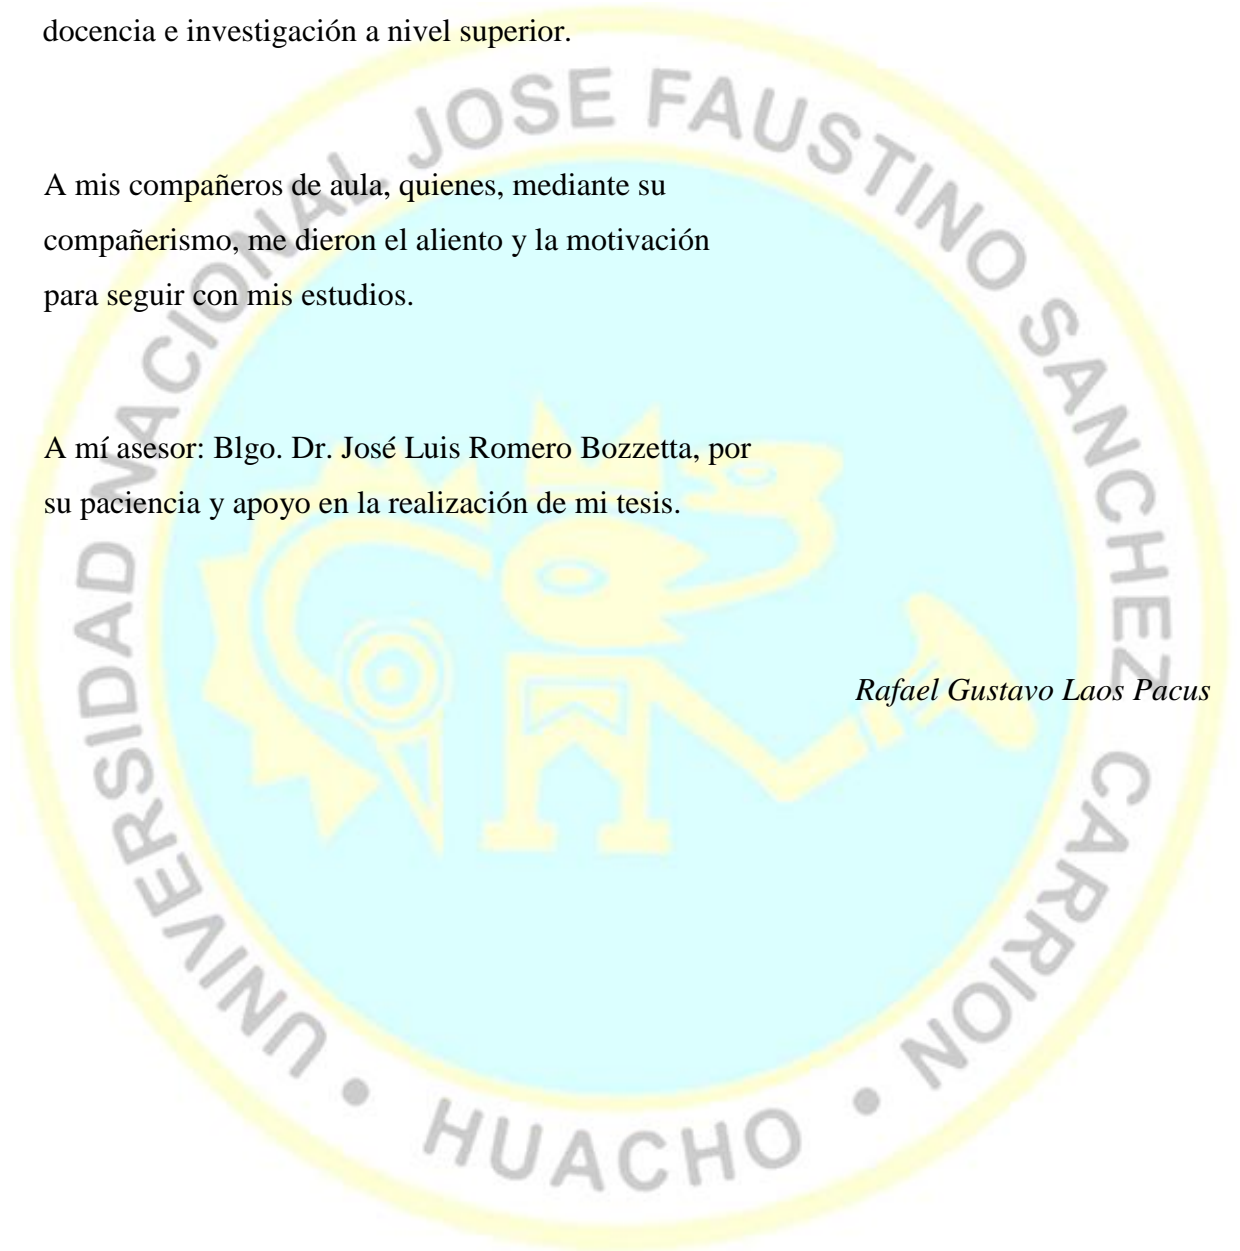 docencia e investigación a nivel superior.
A mis compañeros de aula, quienes, mediante su
compañerismo, me dieron el aliento y la motivación
para seguir con mis estudios.
A mí asesor: Blgo. Dr. José Luis Romero Bozzetta, por
su paciencia y apoyo en la realización de mi tesis.
Rafael Gustavo Laos Pacus
UNIVERSIDAD NACIONAL JOSE FAUSTINO SANCHEZ CARRION • HUACHO •